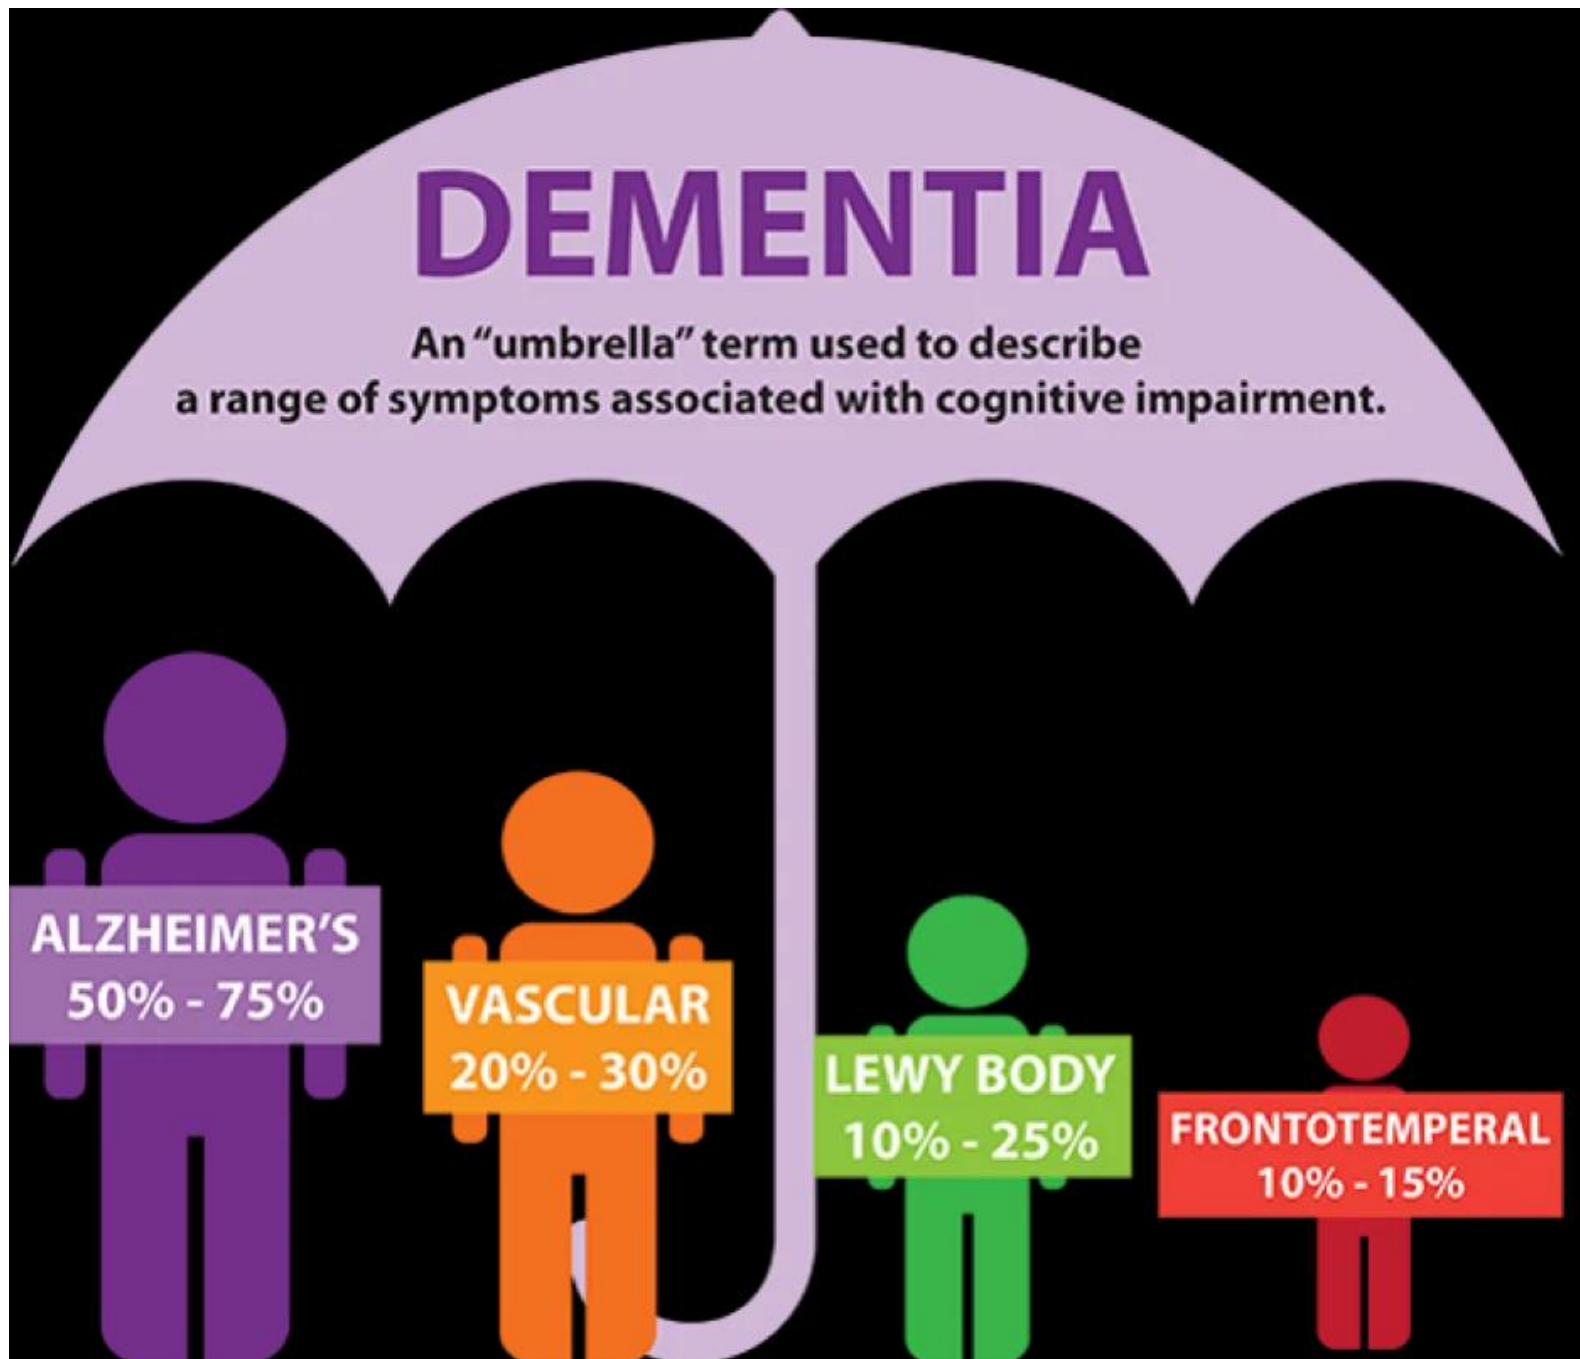 DEMENTIA
An “umbrella” term used to describe
a range of symptoms associated with cognitive impairment.
ALZHEIMER’S
50% - 75%
VASCULAR
20% - 30%
LEWY BODY
10% - 25%
FRONTOTEMPERAL
10% - 15%